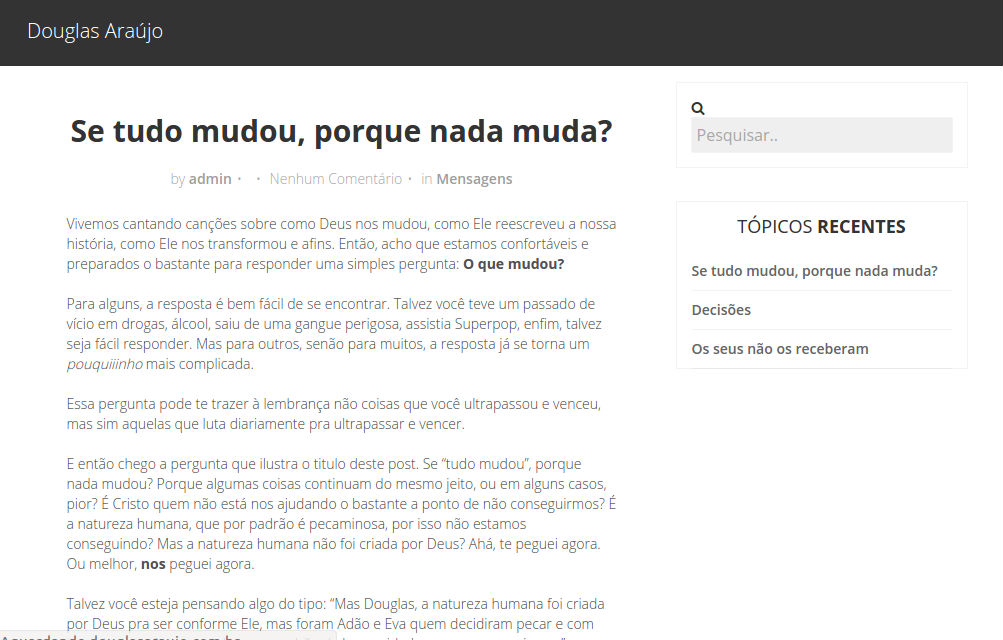 Douglas Araújo
Se tudo mudou, porque nada muda?
by admin • • Nenhum Comentário • in Mensagens
Vivemos cantando canções sobre como Deus nos mudou, como Ele reescreveu a nossa
história, como Ele nos transformou e afins. Então, acho que estamos confortáveis e
preparados o bastante para responder uma simples pergunta: O que mudou?
Para alguns, a resposta é bem fácil de se encontrar. Talvez você teve um passado de
vício em drogas, álcool, saiu de uma gangue perigosa, assistia Superpop, enfim, talvez
seja fácil responder. Mas para outros, senão para muitos, a resposta já se torna um
pouquiiinho mais complicada.
Essa pergunta pode te trazer à lembrança não coisas que você ultrapassou e venceu,
mas sim aquelas que luta diariamente pra ultrapassar e vencer.
E então chego a pergunta que ilustra o titulo deste post. Se “tudo mudou”, porque
nada mudou? Porque algumas coisas continuam do mesmo jeito, ou em alguns casos,
pior? É Cristo quem não está nos ajudando o bastante a ponto de não conseguirmos? É
a natureza humana, que por padrão é pecaminosa, por isso não estamos
conseguindo? Mas a natureza humana não foi criada por Deus? Ahá, te peguei agora.
Ou melhor, nos peguei agora.
Talvez você esteja pensando algo do tipo: “Mas Douglas, a natureza humana foi criada
por Deus pra ser conforme Ele, mas foram Adão e Eva quem decidiram pecar e com
Pesquisar..
TÓPICOS RECENTES
Se tudo mudou, porque nada muda?
Decisões
Os seus não os receberam